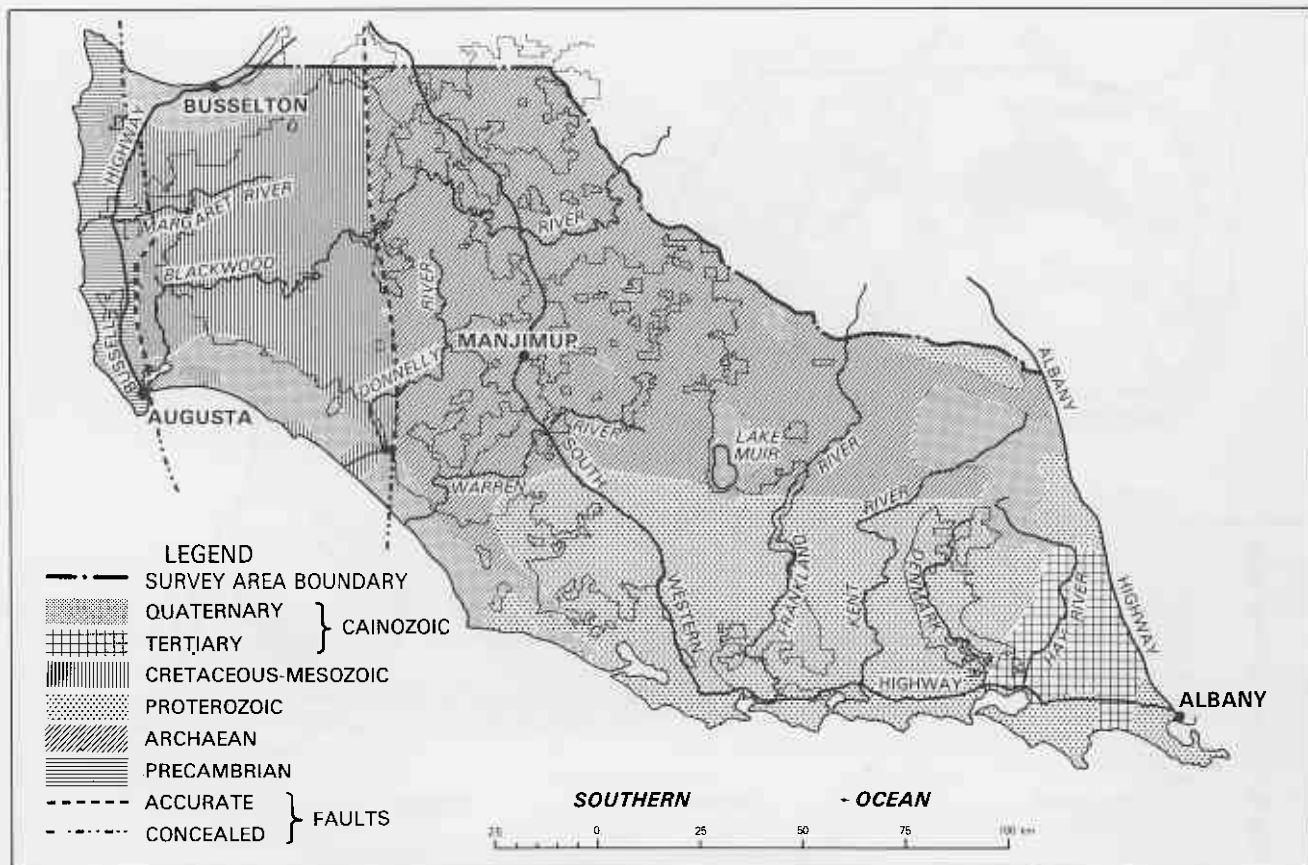 BUSSELTON
HIGHWAY
MARGARET RIVER
BLACKWOOD
RIVER
RIVER
BUSSELL
MANJIMUP
DONNELLY
AUGUSTA
ALBANY
RIVER
SOUTH
LAKE
MUIR
RIVER
WARREN
RIVER
WESTERN
FRANKLAND
KENT
DENMARK
HAY RIVER
HIGHWAY
HIGHWAY
ALBANY
LEGEND
SURVEY AREA BOUNDARY
QUATERNARY
TERTIARY
CAINOZOIC
CRETACEOUS-MESOZOIC
PROTEROZOIC
ARCHAEAN
PRECAMBRIAN
ACCURATE
CONCEALED
FAULTS
SOUTHERN OCEAN
25 0 25 50 75 100 km